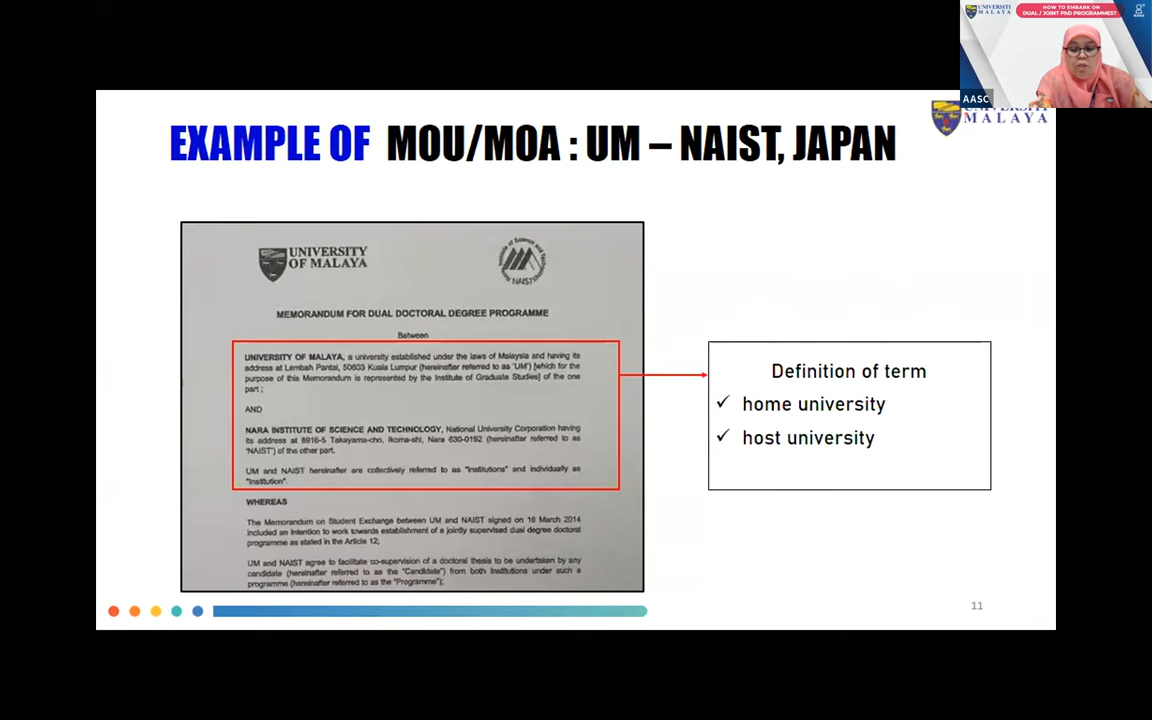 UNIVERSITI
MALAYA
HOW TO EMBARK ON
DUAL / JOINT PhD PROGRAMMES?
AASC
MALAYA
EXAMPLE OF MOU/MOA : UM – NAIST, JAPAN
UNIVERSITY
OF MALAYA
NAIST
MEMORANDUM FOR DUAL DOCTORAL DEGREE PROGRAMME
Between
UNIVERSITY OF MALAYA, a university established under the laws of Malaysia and having its
address at Lembah Pantai, 50603 Kuala Lumpur (hereinafter referred to as 'UM') [which for the
purpose of this Memorandum is represented by the Institute of Graduate Studies] of the one
part ;
AND
NARA INSTITUTE OF SCIENCE AND TECHNOLOGY, National University Corporation having
its address at 8916-5 Takayama-cho, Ikoma-shi, Nara 630-0192 (hereinafter referred to as
'NAIST') of the other part.
UM and NAIST hereinafter are collectively referred to as "Institutions" and individually as
"Institution".
WHEREAS
The Memorandum on Student Exchange between UM and NAIST signed on 18 March 2014
included an intention to work towards establishment of a jointly supervised dual degree doctoral
programme as stated in the Article 12;
UM and NAIST agree to facilitate co-supervision of a doctoral thesis to be undertaken by any
candidate (hereinafter referred to as the "Candidate") from both Institutions under such a
programme (hereinafter referred to as the "Programme");
Definition of term
✓ home university
✓ host university
11